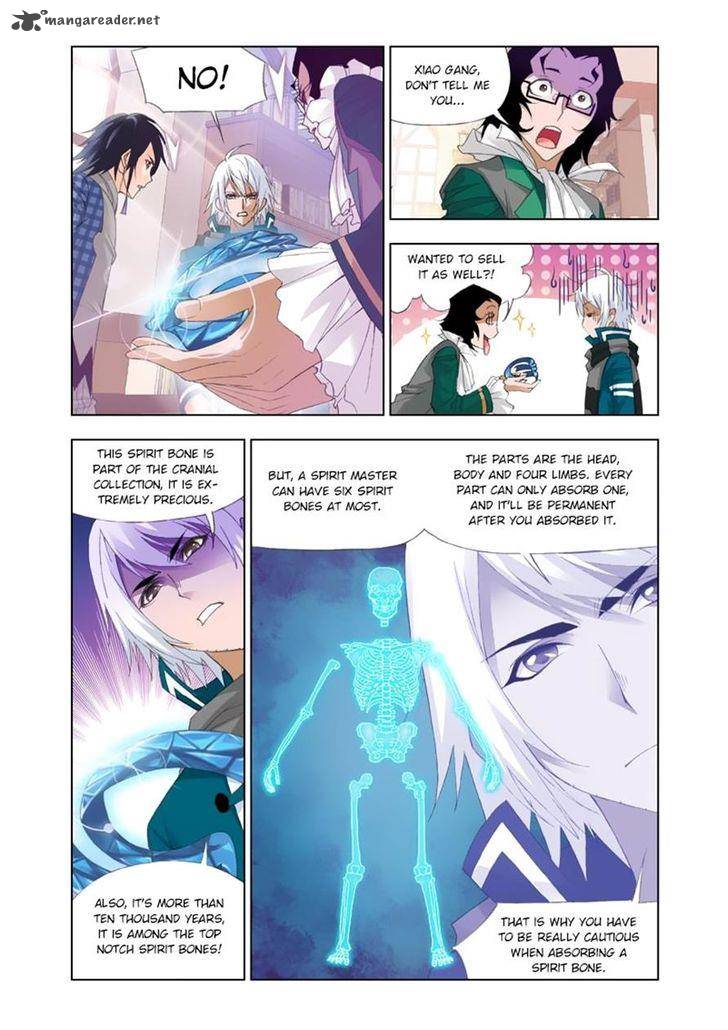 mangareader.net
NO!
XIAO GANG,
DON'T TELL ME
YOU...
WANTED TO SELL
IT AS WELL?!
THIS SPIRIT BONE IS
PART OF THE CRANIAL
COLLECTION, IT IS EX-
TREMELY PRECIOUS.
ALSO, IT'S MORE THAN
TEN THOUSAND YEARS,
IT IS AMONG THE TOP
NOTCH SPIRIT BONES!
BUT, A SPIRIT MASTER
CAN HAVE SIX SPIRIT
BONES AT MOST.
THE PARTS ARE THE HEAD,
BODY AND FOUR LIMBS. EVERY
PART CAN ONLY ABSORB ONE,
AND IT'LL BE PERMANENT
AFTER YOU ABSORBED IT.
THAT IS WHY YOU HAVE
TO BE REALLY CAUTIOUS
WHEN ABSORBING A
SPIRIT BONE.